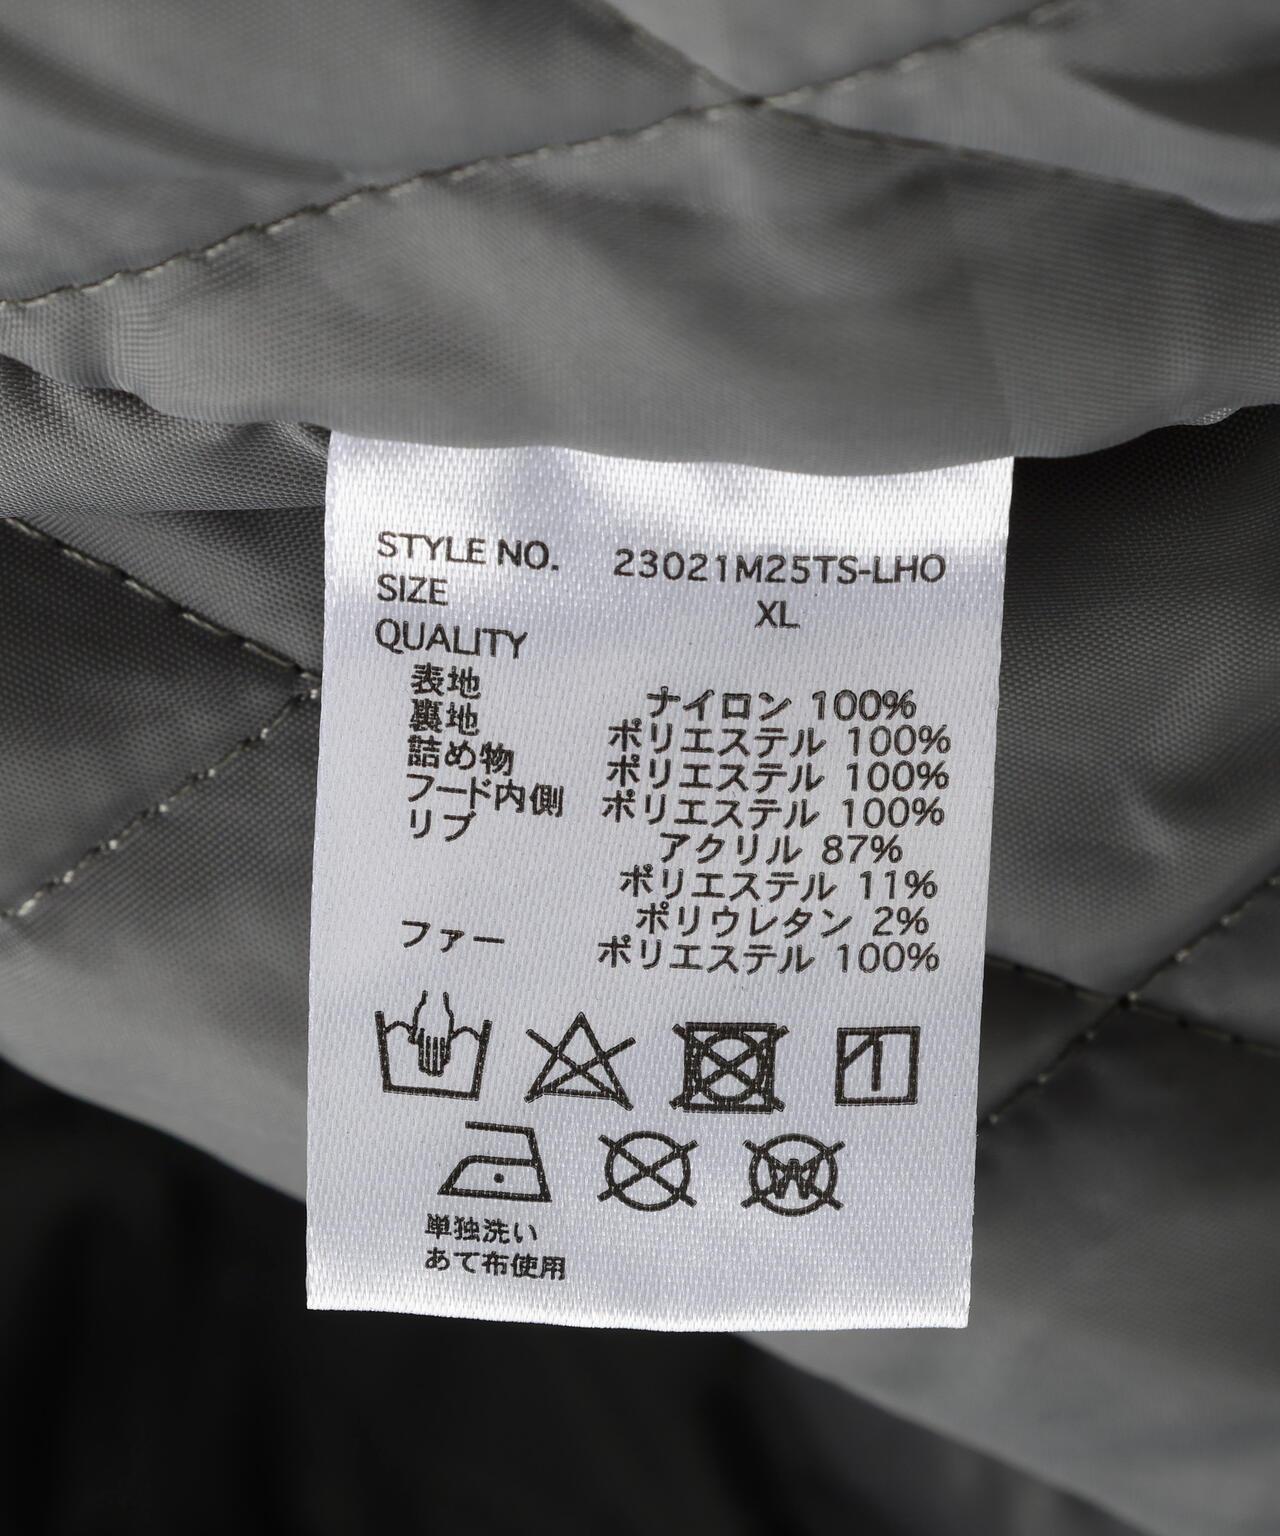 STYLE NO. 23021M25TS-LHO
SIZE XL
QUALITY
表地 ナイロン 100%
裏地 ポリエステル 100%
詰め物 ポリエステル 100%
フード内側 ポリエステル 100%
リブ アクリル 87%
ポリエステル 11%
ポリウレタン 2%
ファー ポリエステル 100%
W
単独洗い
あて布使用